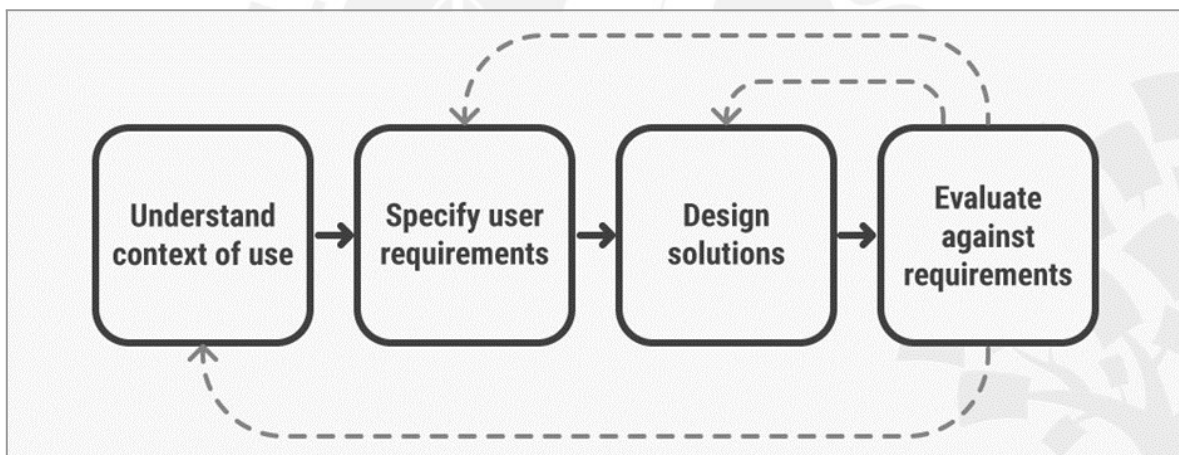 Understand
context of use
Specify user
requirements
Design
solutions
Evaluate
against
requirements